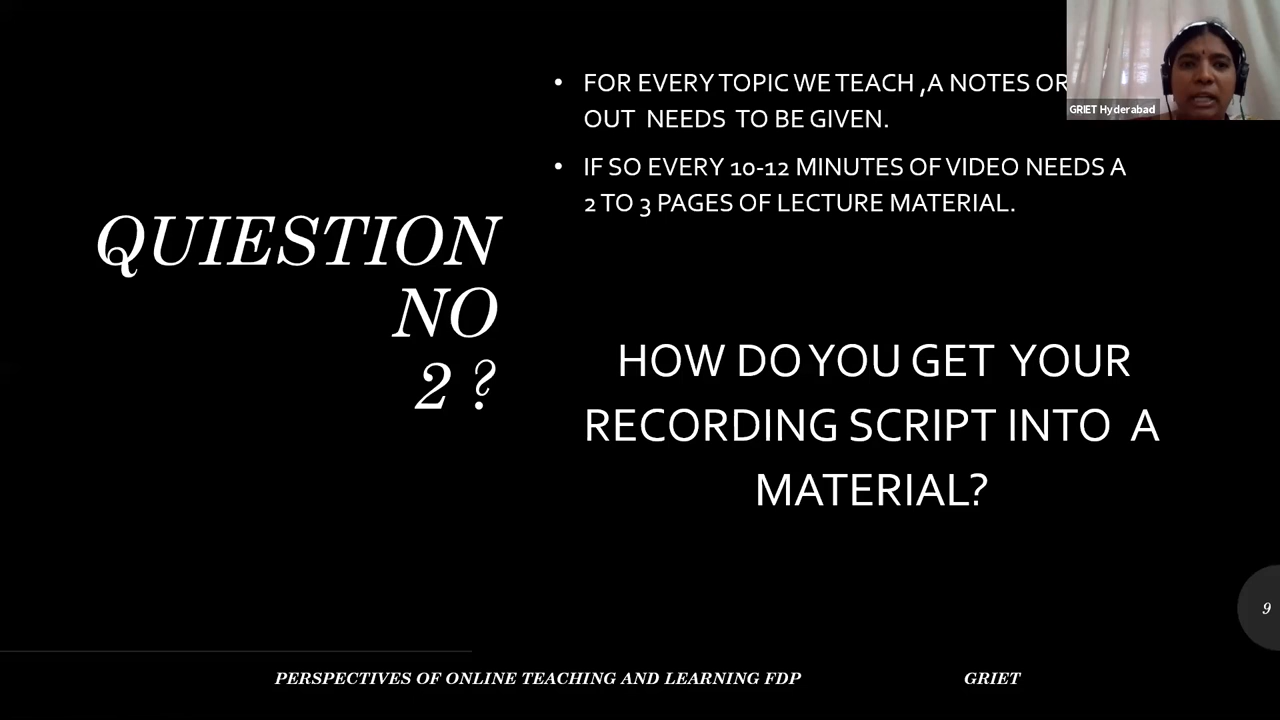 QUIESTION
NO
2 ?
• FOR EVERY TOPIC WE TEACH ,A NOTES OR
OUT NEEDS TO BE GIVEN.
• IF SO EVERY 10-12 MINUTES OF VIDEO NEEDS A
2 TO 3 PAGES OF LECTURE MATERIAL.
HOW DO YOU GET YOUR
RECORDING SCRIPT INTO A
MATERIAL?
GRIET Hyderabad
9
PERSPECTIVES OF ONLINE TEACHING AND LEARNING FDP GRIET